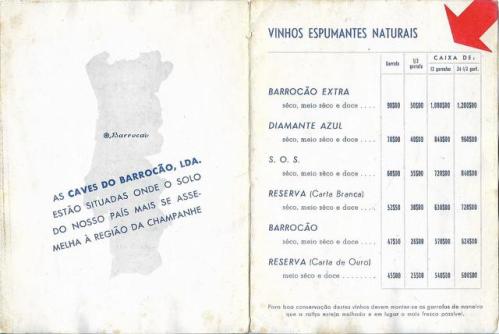 Barrocão
AS CAVES DO BARROCÃO, LDA.
ESTÃO SITUADAS ONDE O SOLO
DO NOSSO PAÍS MAIS SE ASSE-
MELHA À REGIÃO DA CHAMPANHE
VINHOS ESPUMANTES NATURAIS
Garrafa 1/2 garrafa CAIXA DE:
12 garrafas 24 1/2 garf.
BARROCÃO EXTRA
sêco, meio sêco e doce .... 90$00 50$00 1,080$00 1,200$00
DIAMANTE AZUL
sêco, meio sêco e doce .... 70$00 40$00 840$00 960$00
S. O. S.
sêco, meio sêco e doce .... 60$00 35$00 720$00 840$00
RESERVA (Carta Branca)
sêco, meio sêco e doce .... 52$50 30$00 630$00 720$00
BARROCÃO
sêco, meio sêco e doce .... 47$50 26$00 570$00 624$00
RESERVA (Carta de Ouro)
meio sêco e doce ........ 45$00 25$00 540$00 600$00
Para boa conservação destes vinhos devem manter-se as garrafas de maneira
que a rolha esteja molhada e em lugar o mais fresco possível.